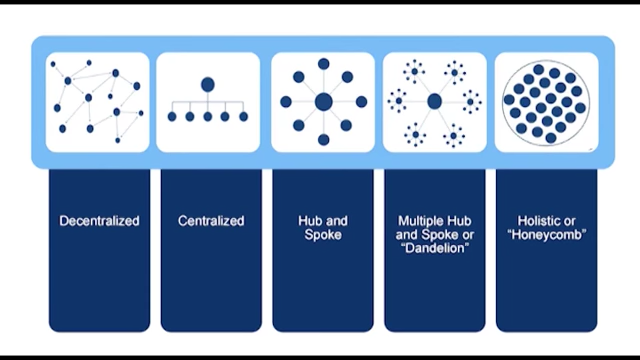 Decentralized
Centralized
Hub and
Spoke
Multiple Hub
and Spoke or
"Dandelion"
Holistic or
"Honeycomb"